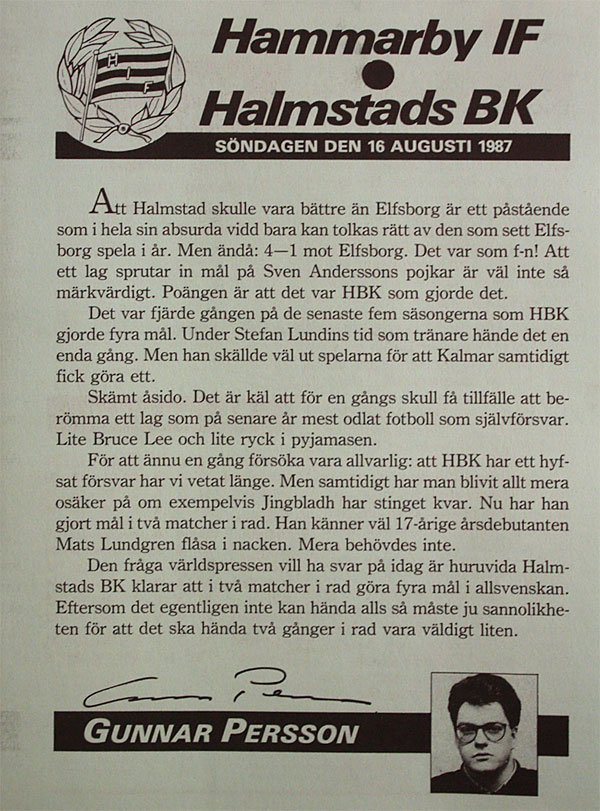 H
I
F
Hammarby IF
•
Halmstads BK
SÖNDAGEN DEN 16 AUGUSTI 1987
Att Halmstad skulle vara bättre än Elfsborg är ett påstående
som i hela sin absurda vidd bara kan tolkas rätt av den som sett Elfs-
borg spela i år. Men ändå: 4—1 mot Elfsborg. Det var som f-n! Att
ett lag sprutar in mål på Sven Anderssons pojkar är väl inte så
märkvärdigt. Poängen är att det var HBK som gjorde det.
Det var fjärde gången på de senaste fem säsongerna som HBK
gjorde fyra mål. Under Stefan Lundins tid som tränare hände det en
enda gång. Men han skällde väl ut spelarna för att Kalmar samtidigt
fick göra ett.
Skämt åsido. Det är käl att för en gångs skull få tillfälle att be-
römma ett lag som på senare år mest odlat fotboll som självförsvar.
Lite Bruce Lee och lite ryck i pyjamasen.
För att ännu en gång försöka vara allvarlig: att HBK har ett hyf-
sat försvar har vi vetat länge. Men samtidigt har man blivit allt mera
osäker på om exempelvis Jingbladh har stinget kvar. Nu har han
gjort mål i två matcher i rad. Han känner väl 17-årige årsdebutanten
Mats Lundgren flåsa i nacken. Mera behövdes inte.
Den fråga världspressen vill ha svar på idag är huruvida Halm-
stads BK klarar att i två matcher i rad göra fyra mål i allsvenskan.
Eftersom det egentligen inte kan hända alls så måste ju sannolikhe-
ten för att det ska hända två gånger i rad vara väldigt liten.
GUNNAR PERSSON